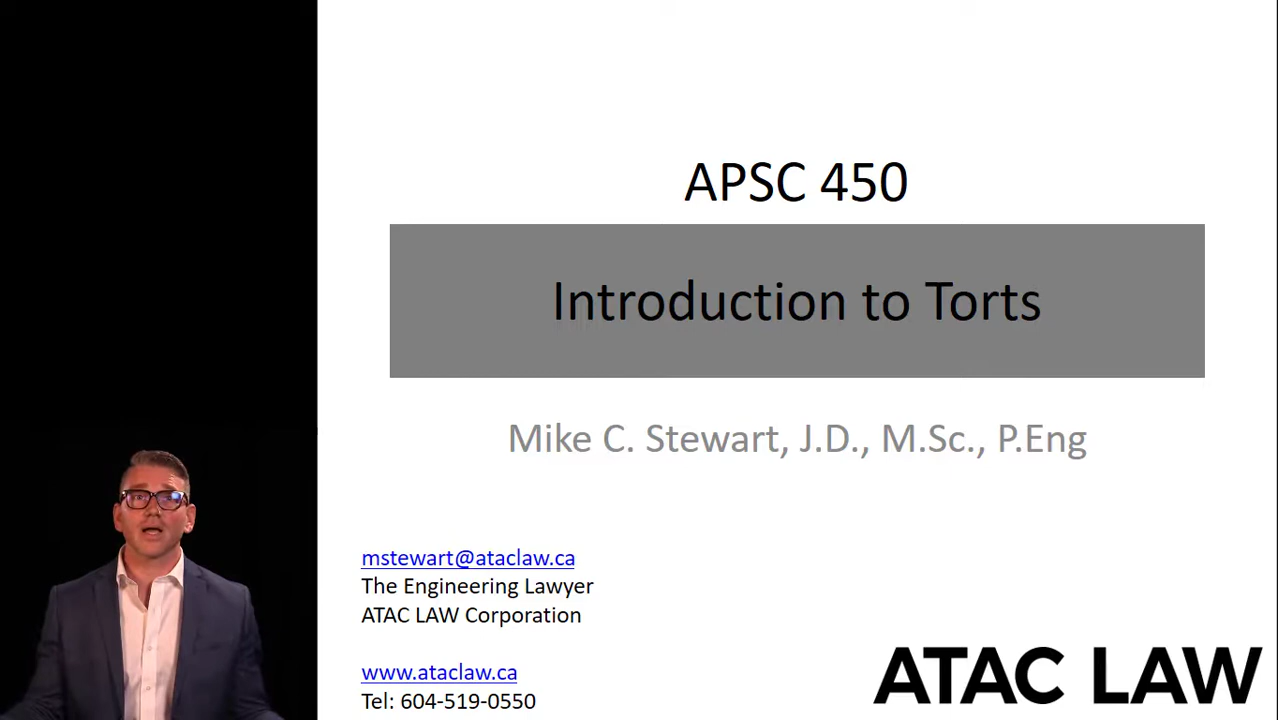 APSC 450
Introduction to Torts
Mike C. Stewart, J.D., M.Sc., P.Eng
mstewart@ataclaw.ca
The Engineering Lawyer
ATAC LAW Corporation
www.ataclaw.ca
Tel: 604-519-0550
ATAC LAW